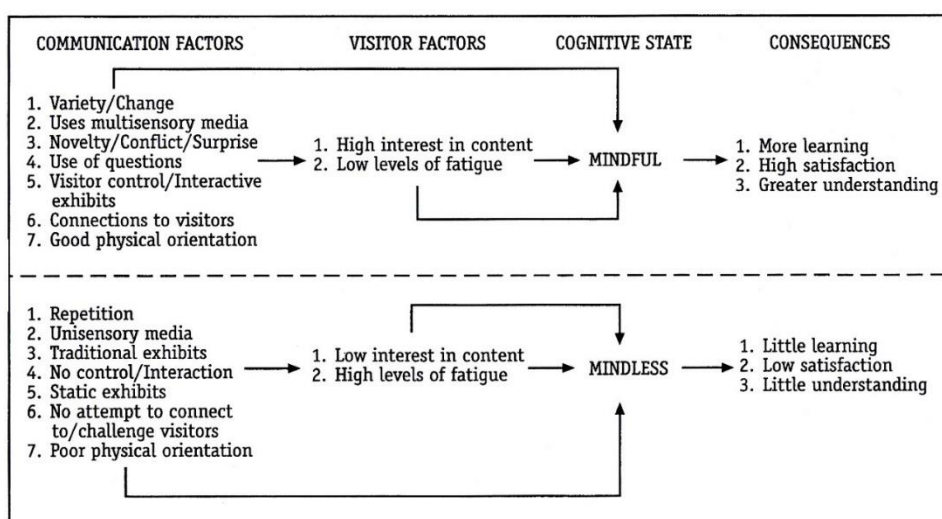 COMMUNICATION FACTORS VISITOR FACTORS COGNITIVE STATE CONSEQUENCES
1. Variety/Change
2. Uses multisensory media
3. Novelty/Conflict/Surprise
4. Use of questions
5. Visitor control/Interactive
exhibits
6. Connections to visitors
7. Good physical orientation
1. High interest in content
2. Low levels of fatigue
MINDFUL
1. More learning
2. High satisfaction
3. Greater understanding
1. Repetition
2. Unisensory media
3. Traditional exhibits
4. No control/Interaction
5. Static exhibits
6. No attempt to connect
to/challenge visitors
7. Poor physical orientation
1. Low interest in content
2. High levels of fatigue
MINDLESS
1. Little learning
2. Low satisfaction
3. Little understanding